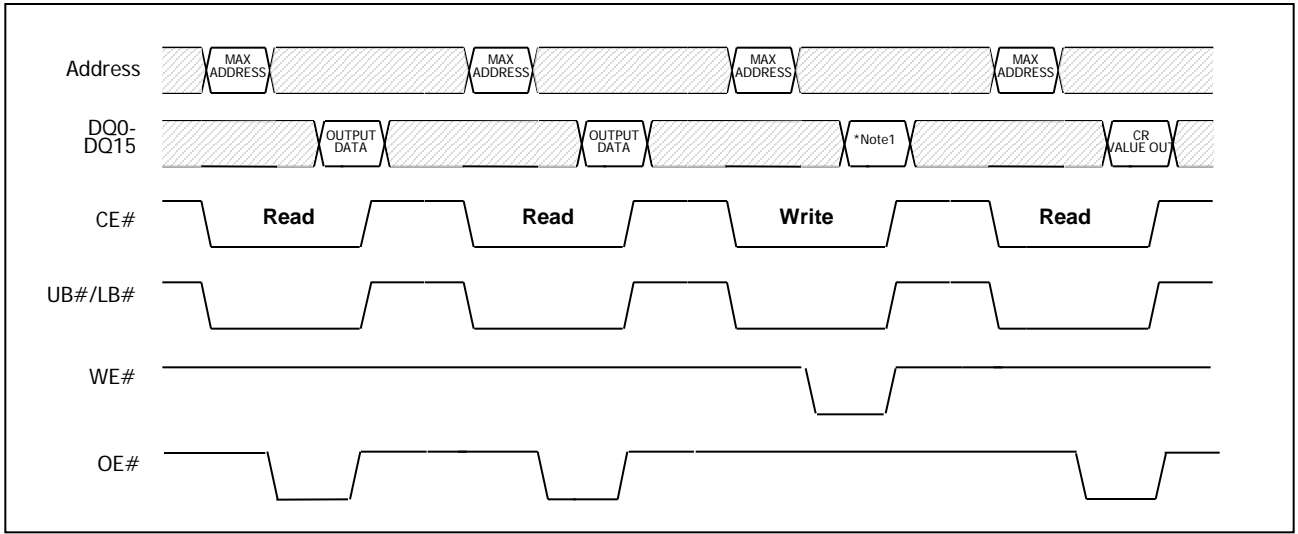 Address
MAX
ADDRESS
MAX
ADDRESS
MAX
ADDRESS
MAX
ADDRESS
DQ0-
DQ15
OUTPUT
DATA
OUTPUT
DATA
*Note1
CR
VALUE OUT
CE#
Read
Read
Write
Read
UB#/LB#
WE#
OE#